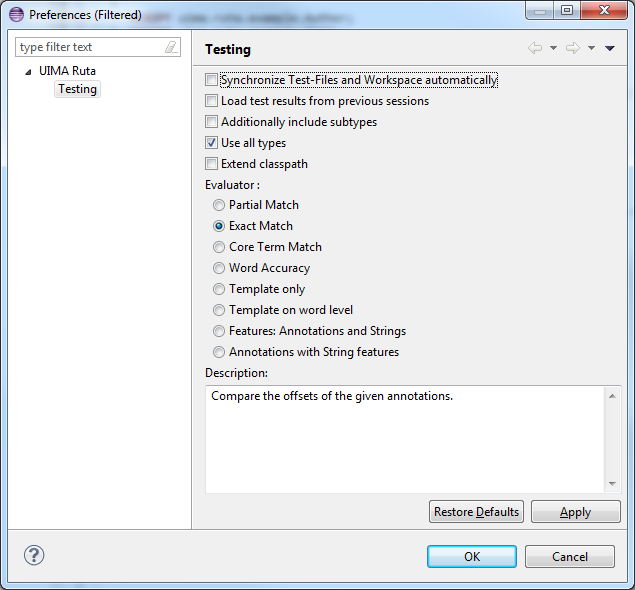 Preferences (Filtered)
type filter text
UIMA Ruta
Testing
Testing
Synchronize Test-Files and Workspace automatically
Load test results from previous sessions
Additionally include subtypes
Use all types
Extend classpath
Evaluator :
Partial Match
Exact Match
Core Term Match
Word Accuracy
Template only
Template on word level
Features: Annotations and Strings
Annotations with String features
Description:
Compare the offsets of the given annotations.
Restore Defaults
Apply
?
OK
Cancel